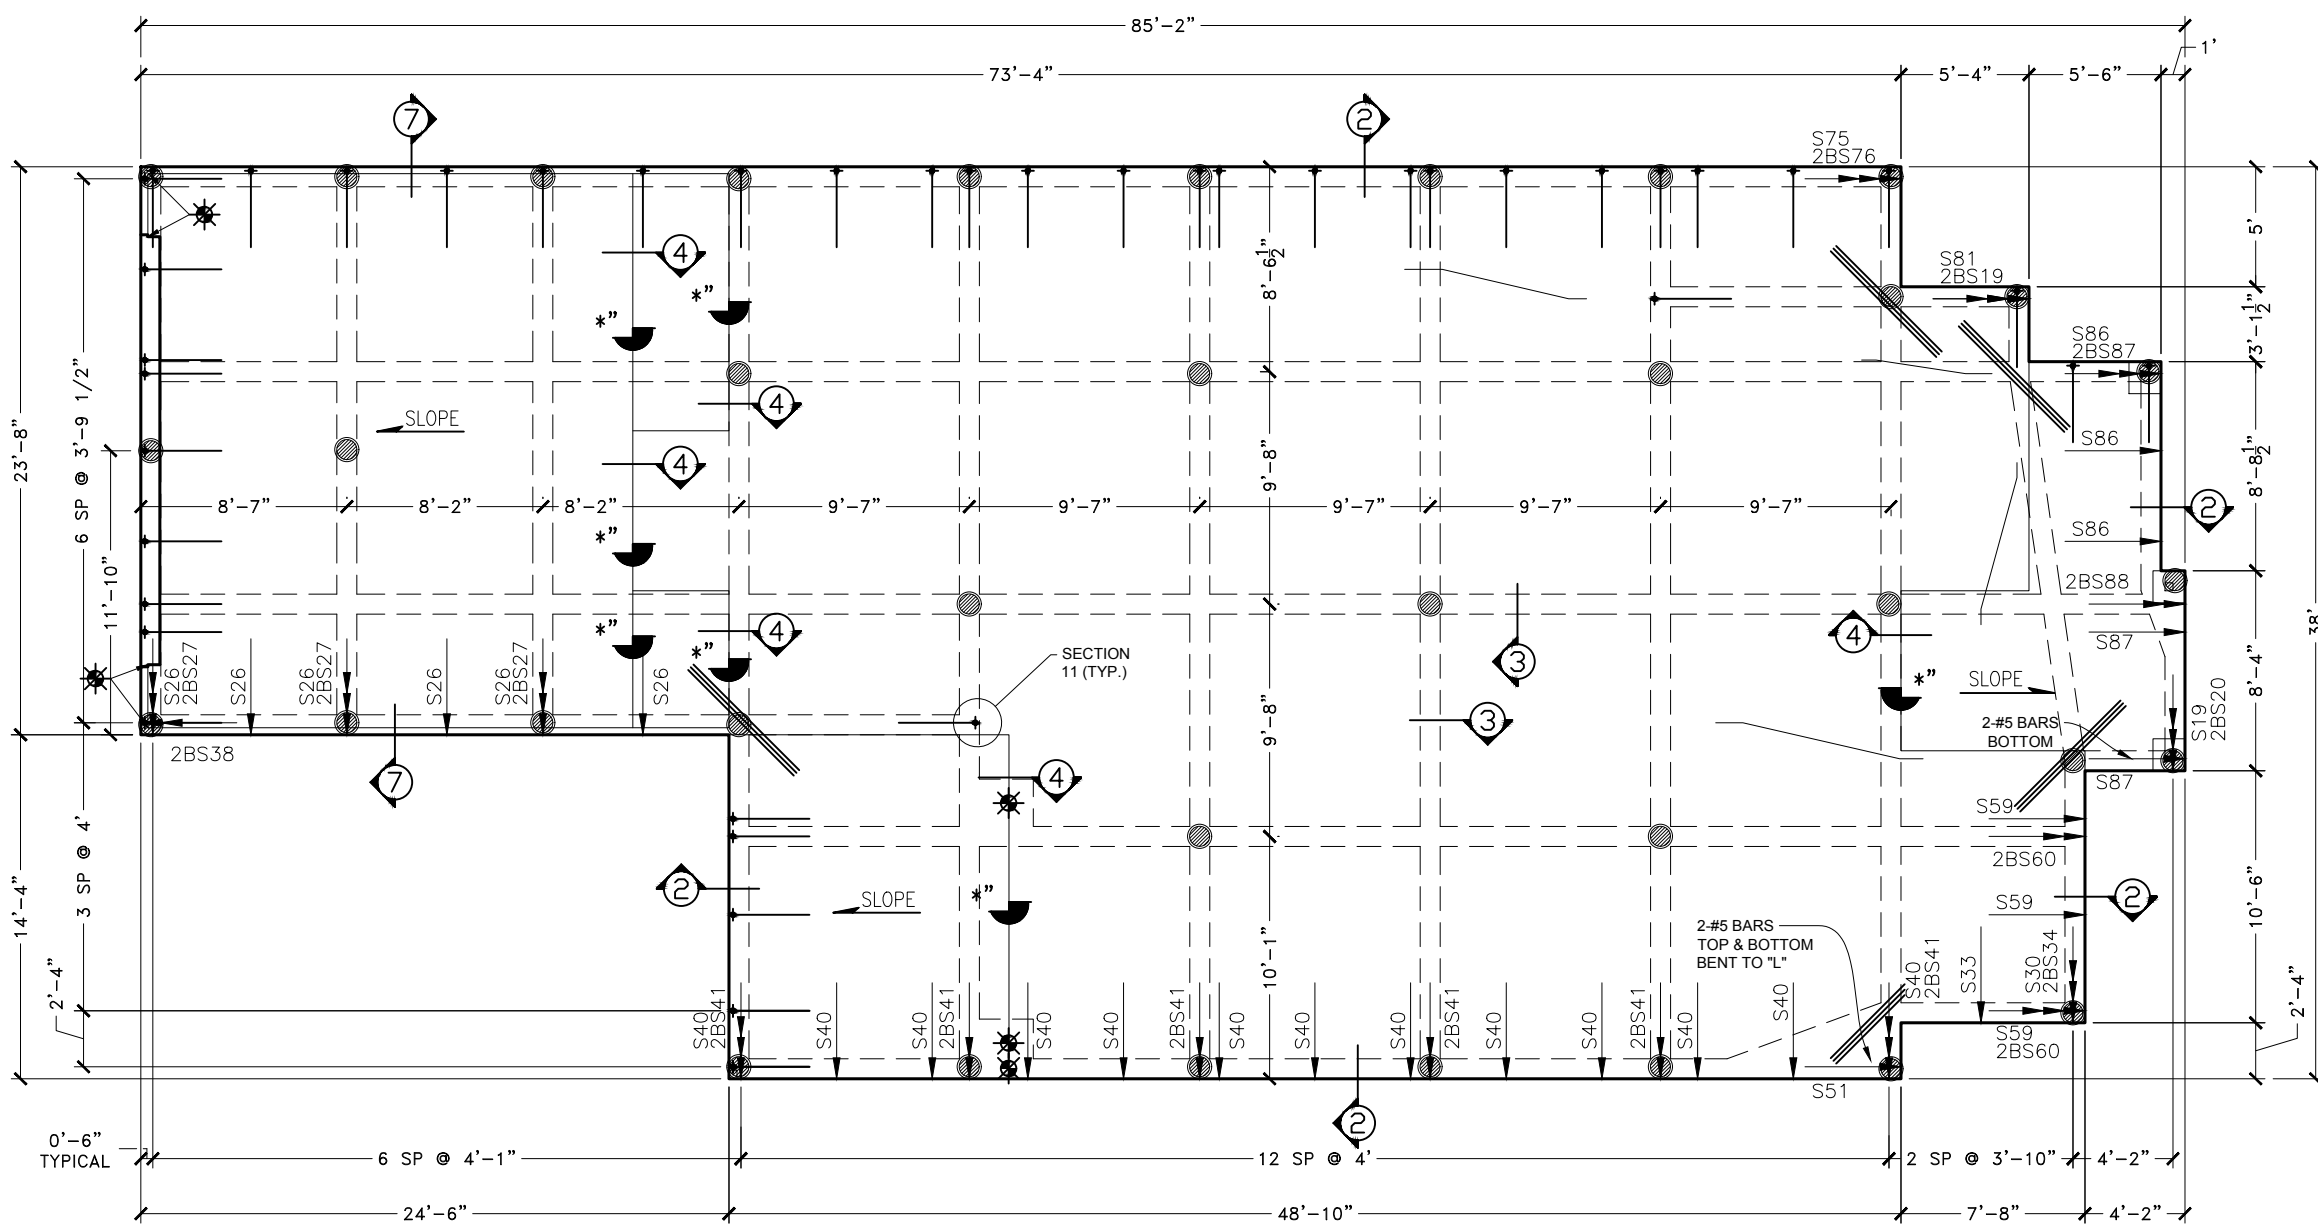 85'-2"
1'
73'-4"
5'-4"
5'-6"
7
2
S75
2BS76
S81
2BS19
S86
2BS87
5'
3'-1 1/2"
8'-8 1/2"
8'-4"
10'-6"
2'-4"
38'
23'-8"
14'-4"
6 SP @ 3'-9 1/2"
11'-10"
3 SP @ 4'
2'-4"
4
*"
*"
4
SLOPE
4
8'-6 1/2"
9'-8"
9'-8"
10'-1"
S86
8'-7"
8'-2"
8'-2"
9'-7"
9'-7"
9'-7"
9'-7"
9'-7"
2
S86
*"
2BS88
*"
4
*"
SECTION
11 (TYP.)
3
4
S87
S26
2BS27
S26
S26
2BS27
S26
S26
2BS27
S26
SLOPE
*"
3
2-#5 BARS
BOTTOM
S19
2BS20
2BS38
7
4
S87
S59
2BS60
2
SLOPE
*"
S59
2
2-#5 BARS
TOP & BOTTOM
BENT TO "L"
S40
2BS41
S40
S40
2BS41
S40
S40
2BS41
S40
S40
S40
2BS41
S40
S40
2BS41
S40
S40
S40
2BS41
S33
S30
2BS34
S59
2BS60
S51
2
0'-6"
TYPICAL
6 SP @ 4'-1"
12 SP @ 4'
2 SP @ 3'-10"
4'-2"
24'-6"
48'-10"
7'-8"
4'-2"